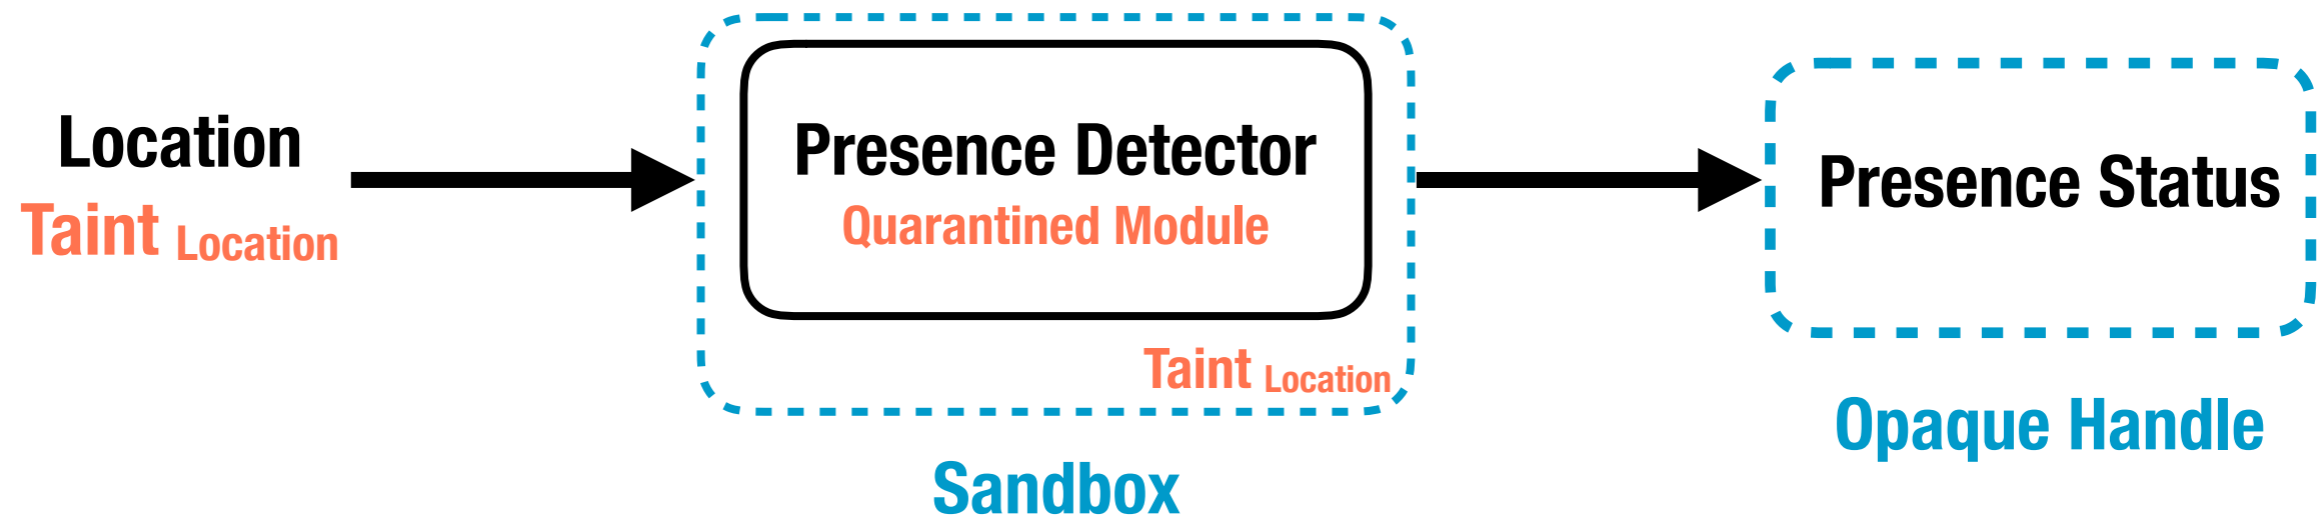 Location
Taint Location
Presence Detector
Quarantined Module
Taint Location
Sandbox
Presence Status
Opaque Handle